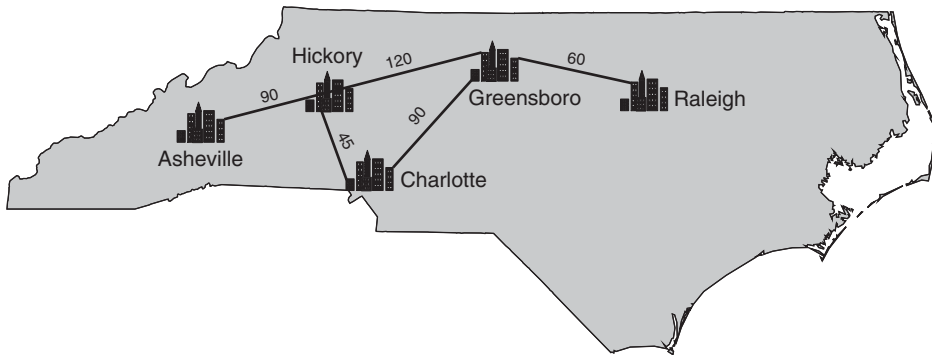 Hickory
120
60
90
Greensboro
Raleigh
90
45
Asheville
Charlotte